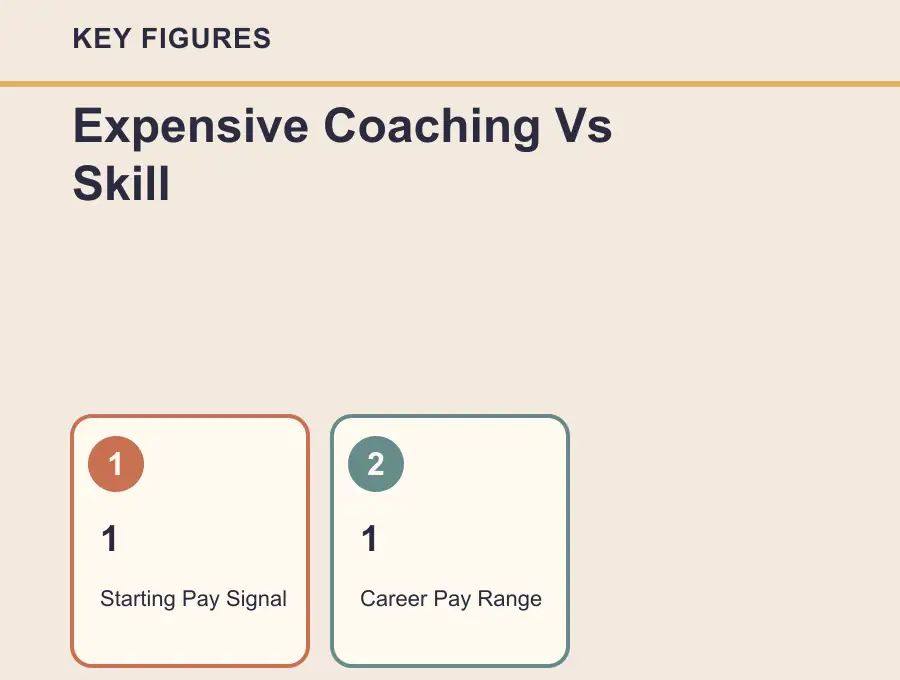 KEY FIGURES
Expensive Coaching Vs
Skill
1
2
1
1
Starting Pay Signal
Career Pay Range